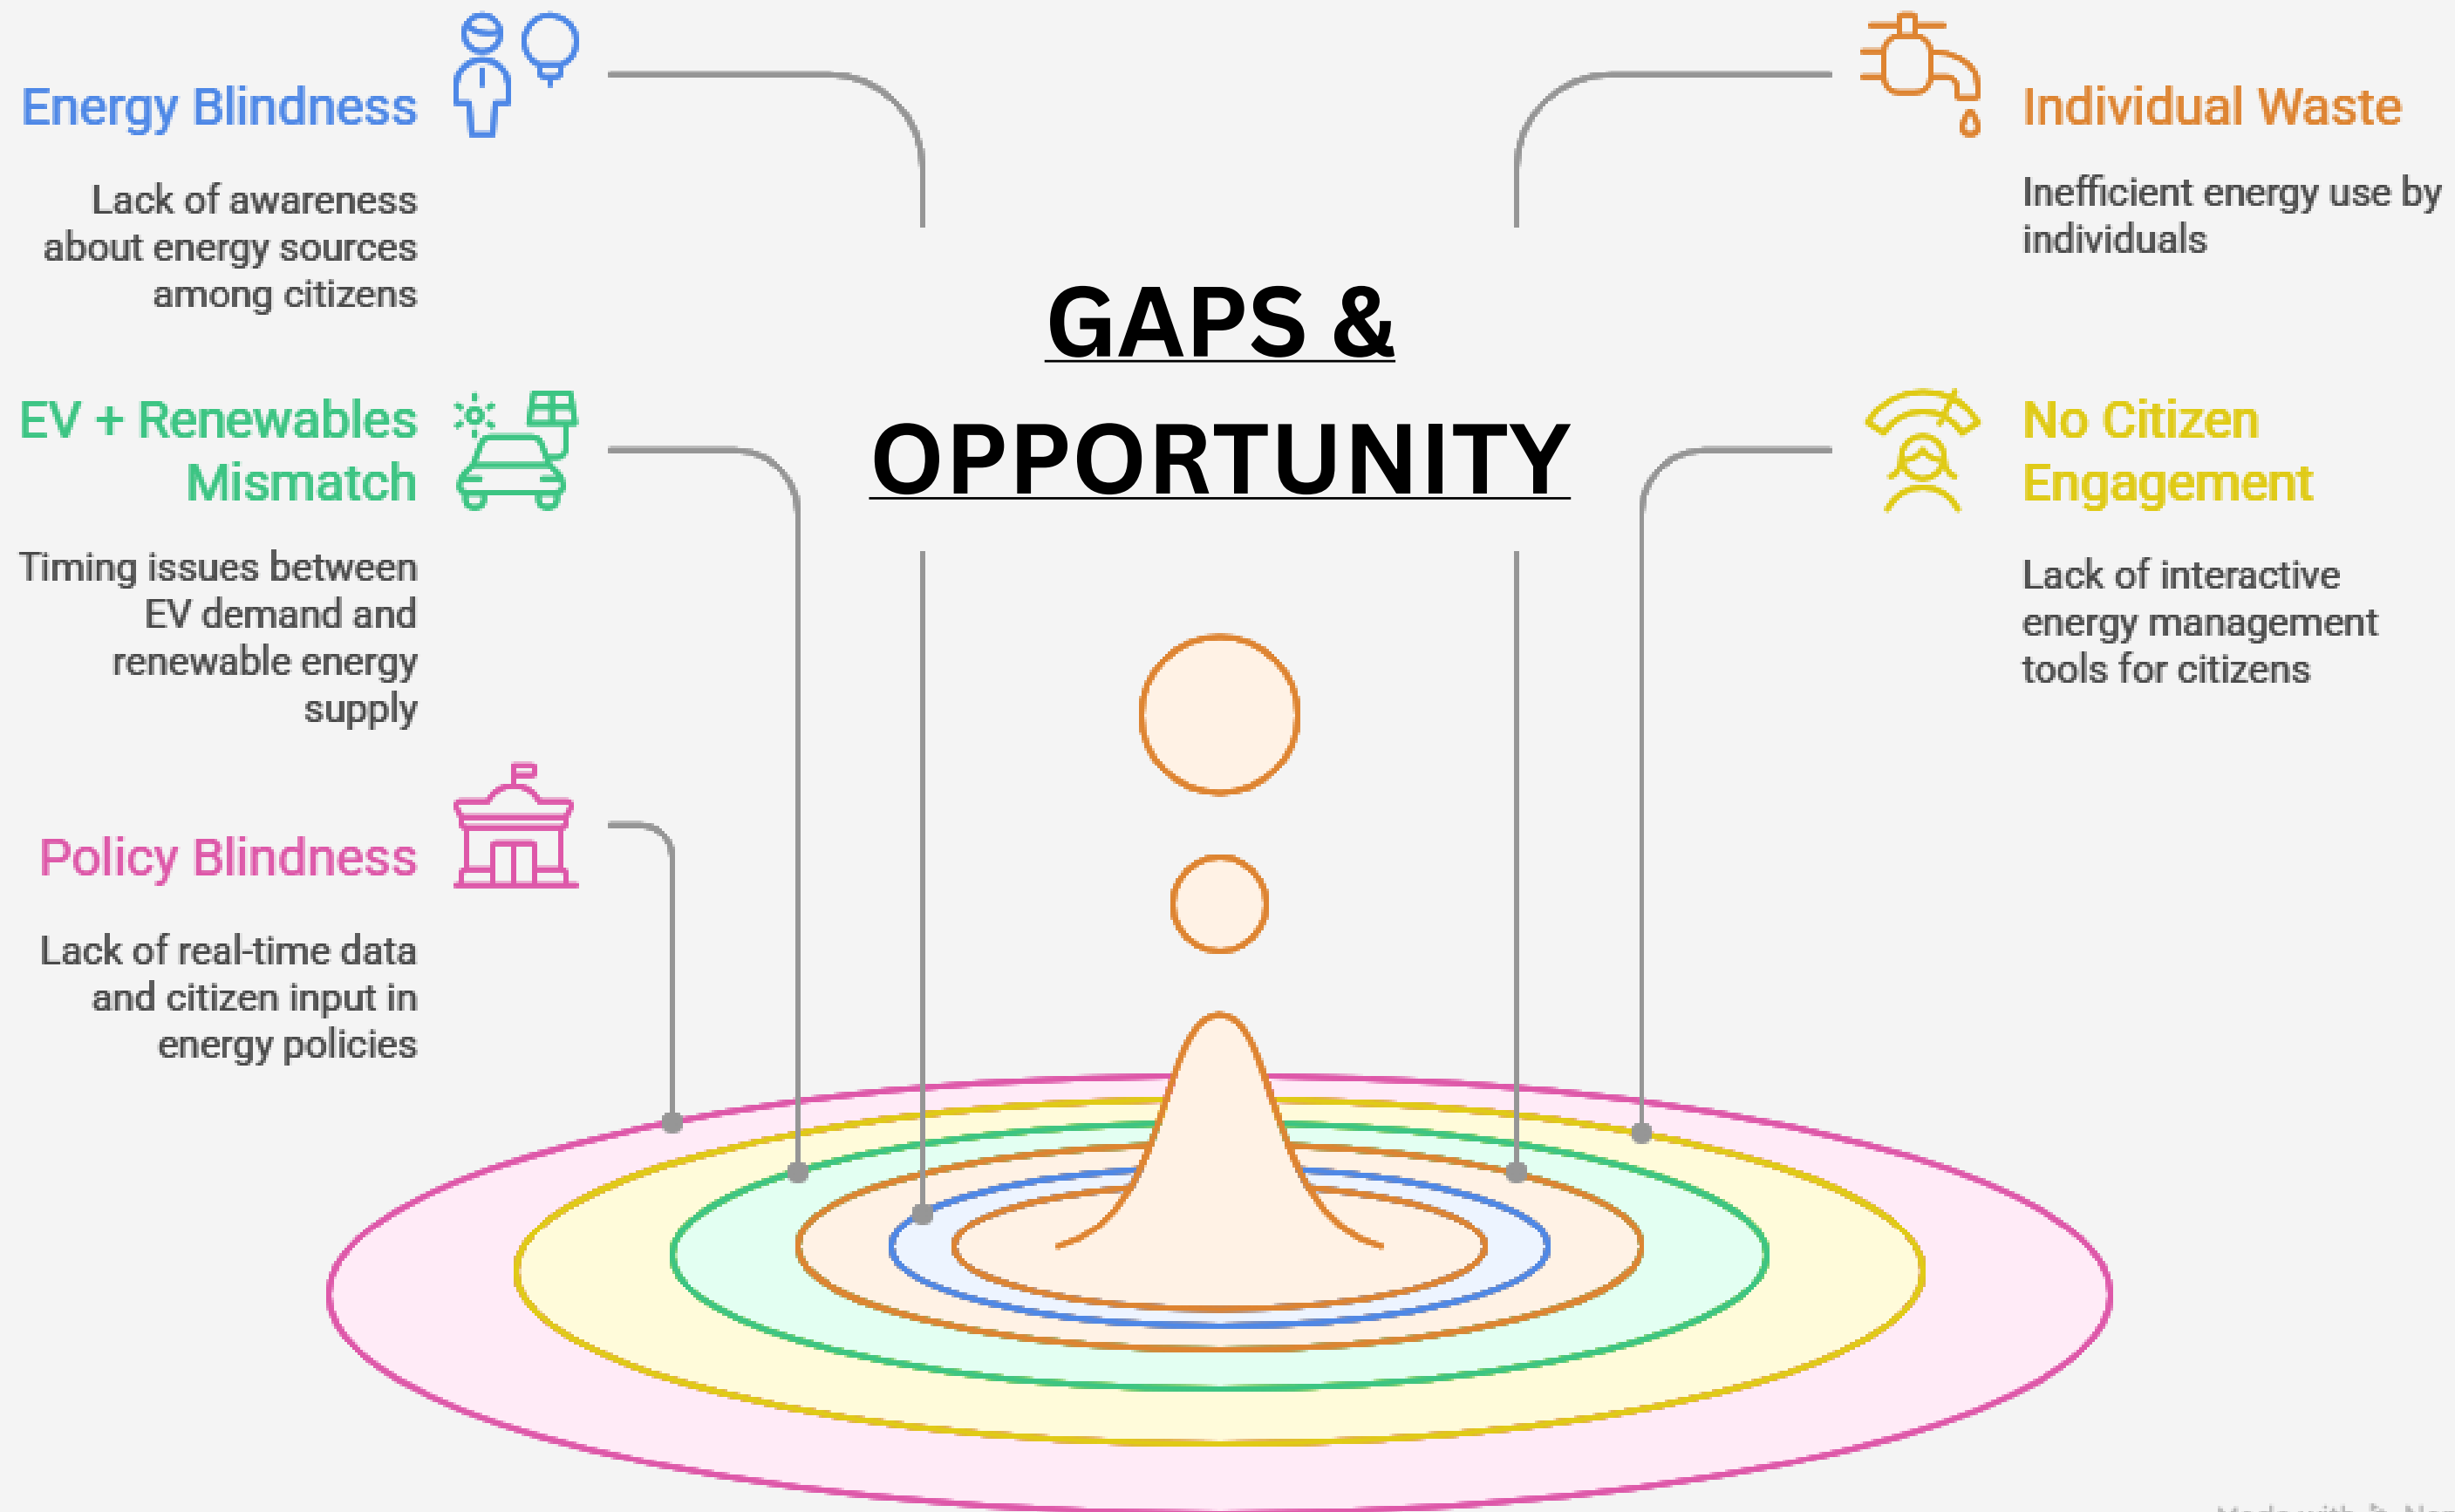 Energy Blindness
Lack of awareness
about energy sources
among citizens
EV + Renewables
Mismatch
Timing issues between
EV demand and
renewable energy
supply
Policy Blindness
Lack of real-time data
and citizen input in
energy policies
GAPS &
OPPORTUNITY
Individual Waste
Inefficient energy use by
individuals
No Citizen
Engagement
Lack of interactive
energy management
tools for citizens
Made with